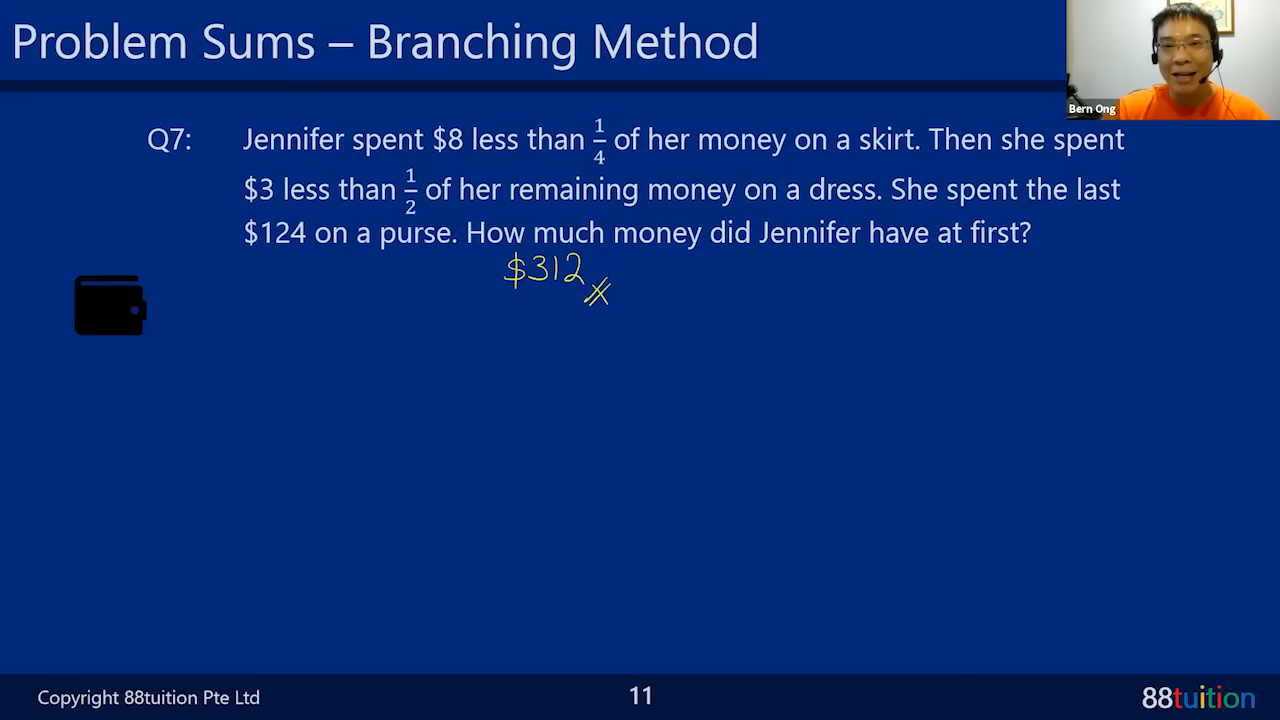 Problem Sums – Branching Method
Bern Ong
Q7: Jennifer spent $8 less than 1/4 of her money on a skirt. Then she spent
$3 less than 1/2 of her remaining money on a dress. She spent the last
$124 on a purse. How much money did Jennifer have at first?
$312
Copyright 88tuition Pte Ltd
11
88tuition